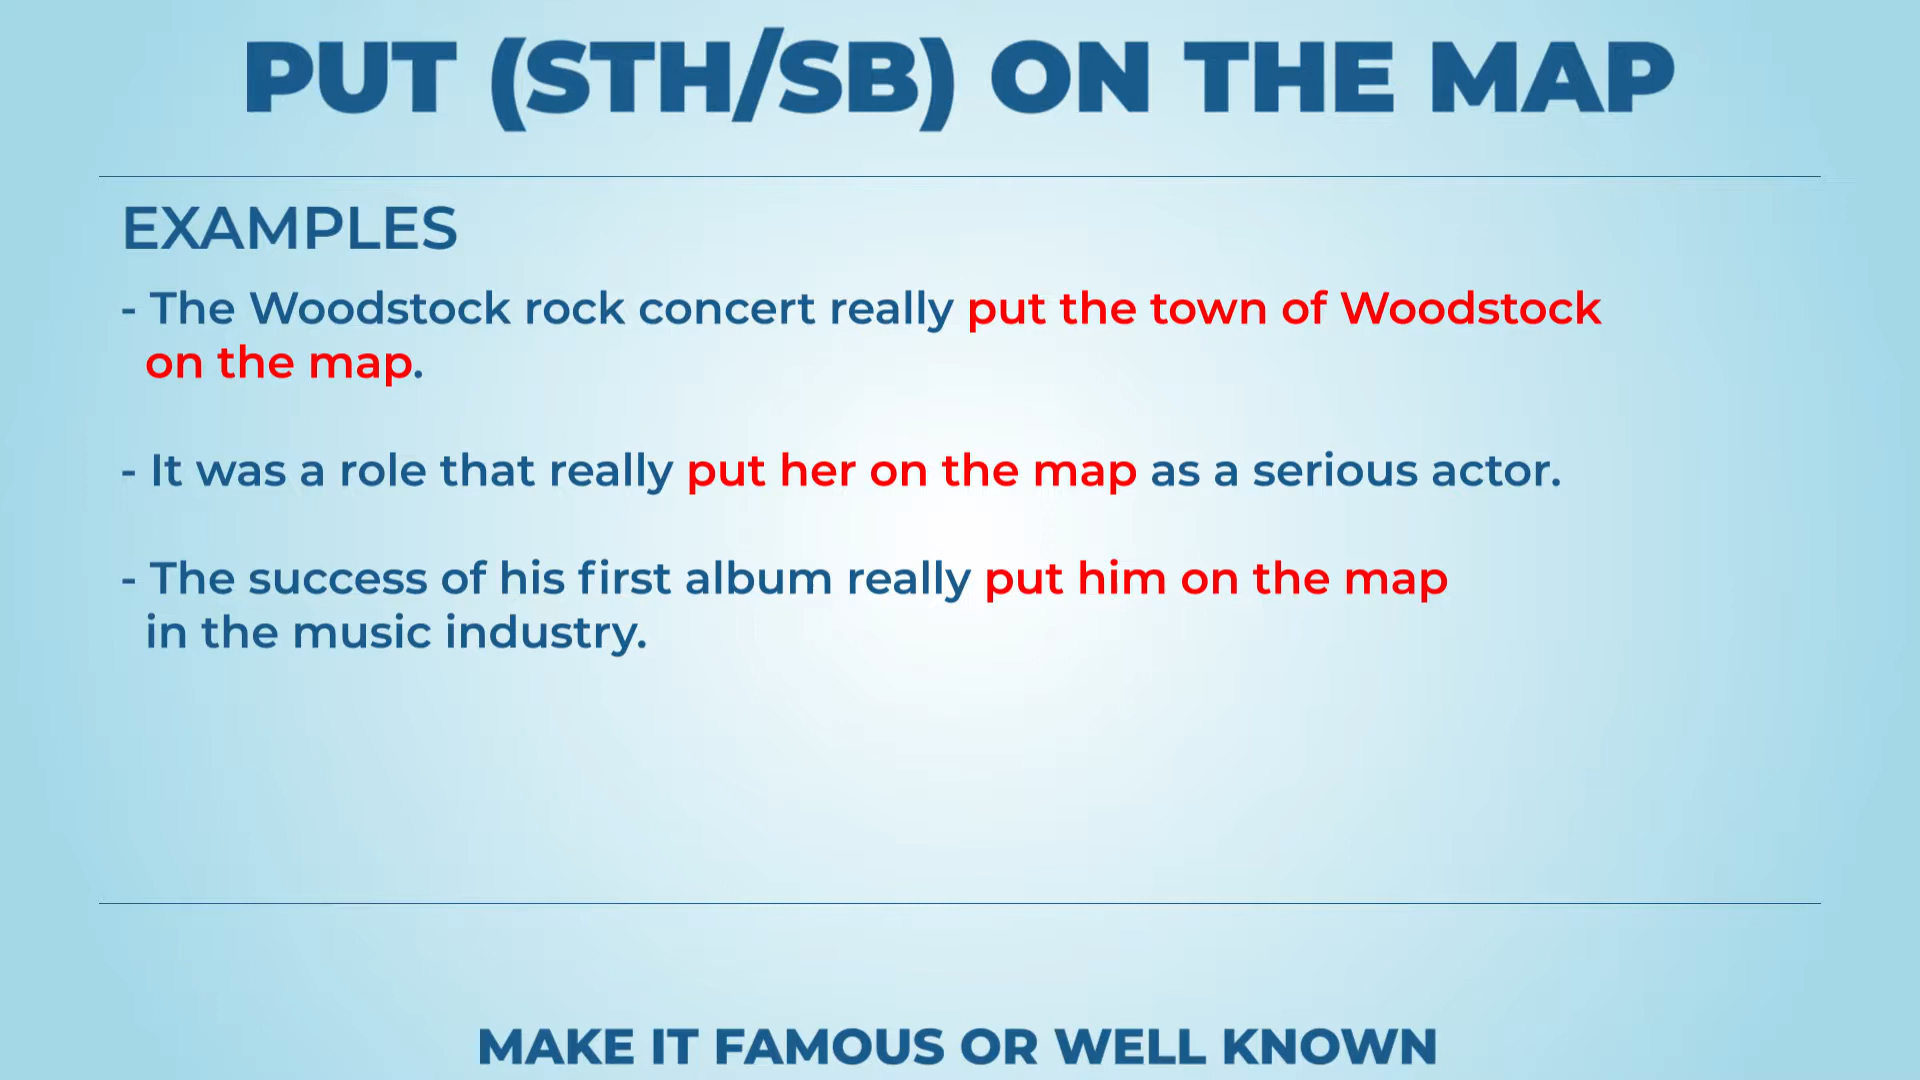 PUT (STH/SB) ON THE MAP
EXAMPLES
- The Woodstock rock concert really put the town of Woodstock
on the map.
- It was a role that really put her on the map as a serious actor.
- The success of his first album really put him on the map
in the music industry.
MAKE IT FAMOUS OR WELL KNOWN